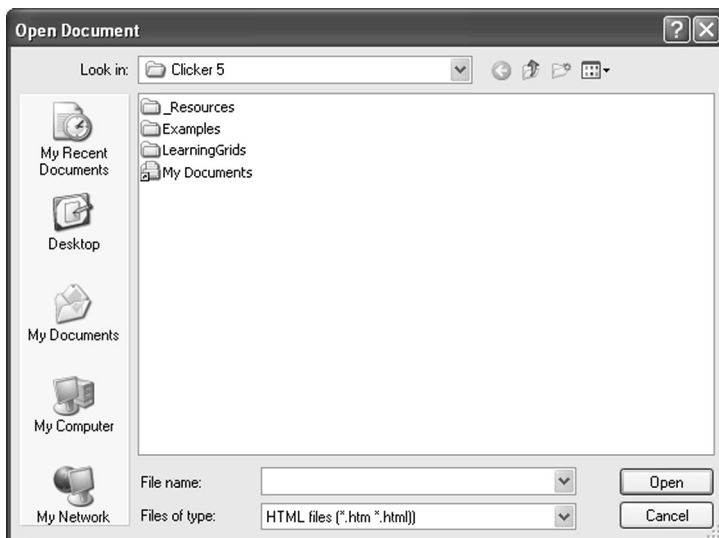 Open Document
Look in:
Clicker 5
_Resources
Examples
LearningGrids
My Documents
My Recent
Documents
Desktop
My Documents
My Computer
My Network
File name:
Open
Files of type:
HTML files (*.htm *.html))
Cancel